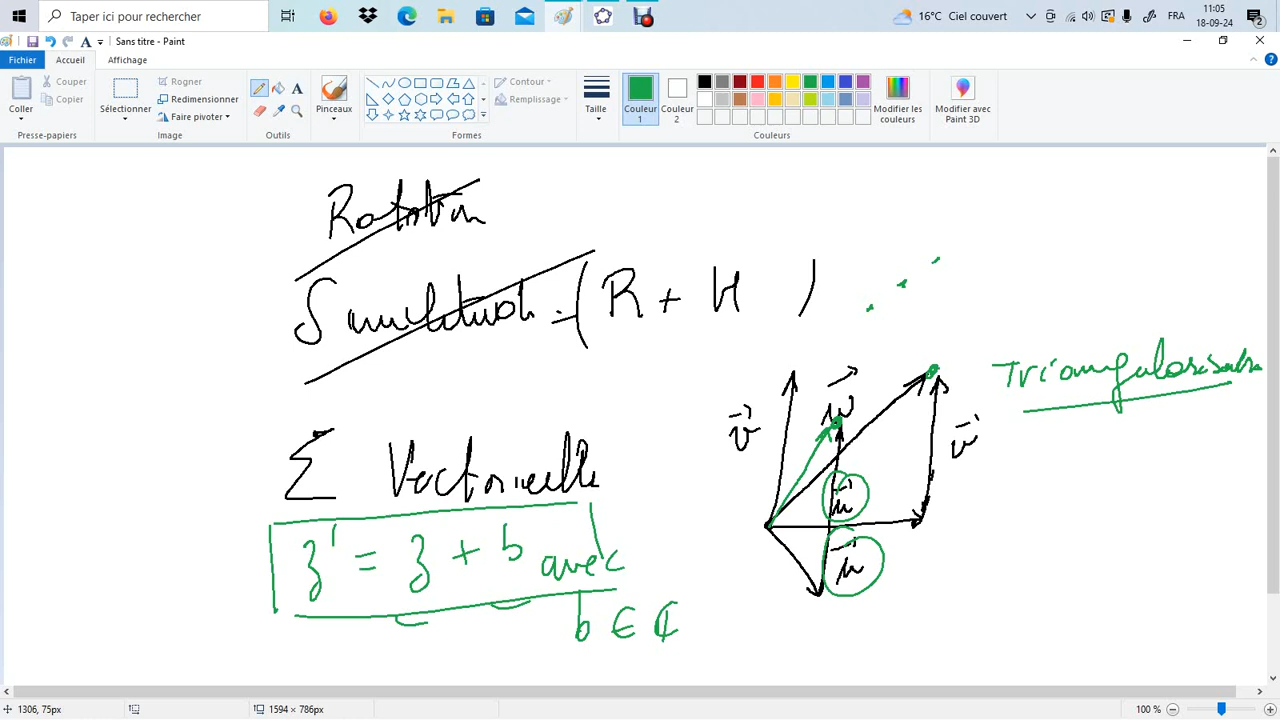 Taper ici pour rechercher
16°C Ciel couvert
FRA
11:05
18-09-24
2
Sans titre - Paint
Fichier Accueil Affichage
Coller
Couper
Copier
Presse-papiers
Sélectionner
Rogner
Redimensionner
Faire pivoter
Image
A
Outils
Pinceaux
Contour
Remplissage
Formes
Taille
Couleur 1
Couleur 2
Modifier les couleurs
Couleurs
Modifier avec Paint 3D
Rotation
Similitude = (R + H )
Σ Vectorielle
z' = z + b avec
b ∈ ℂ
v
w
v
u
u
1306, 75px
1594 × 786px
100 %